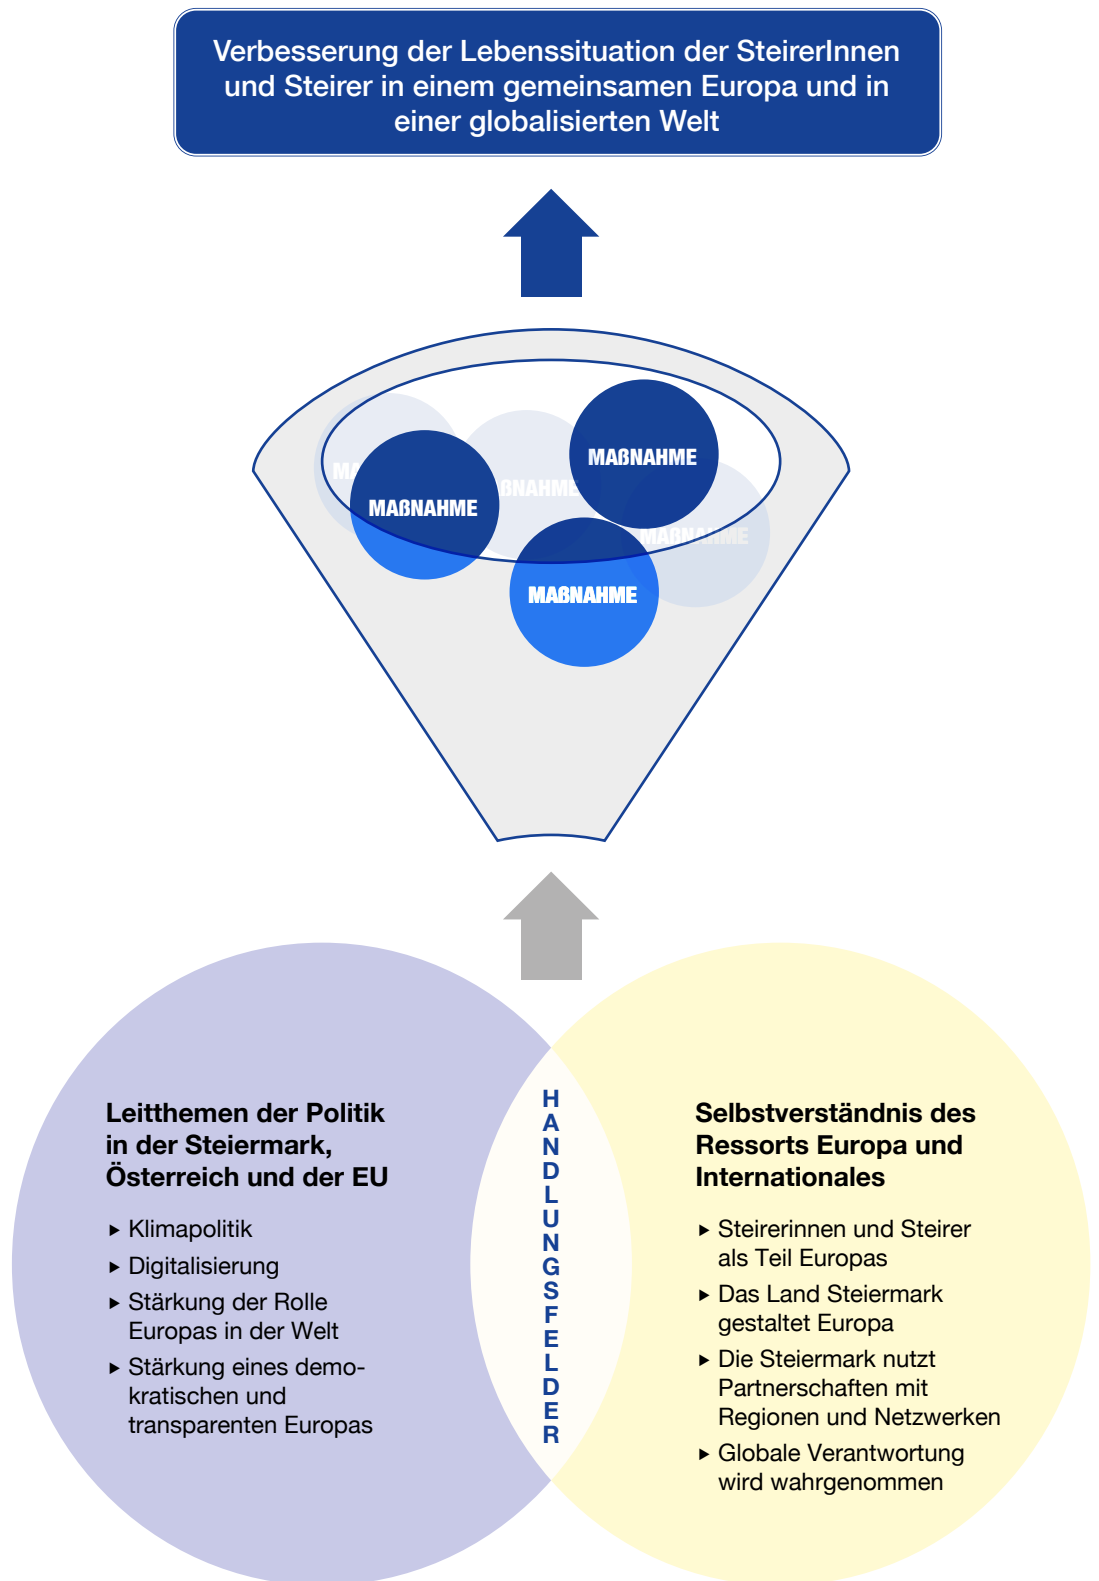 Verbesserung der Lebenssituation der SteirerInnen
und Steirer in einem gemeinsamen Europa und in
einer globalisierten Welt
MAßNAHME
MAßNAHME
MAßNAHME
MAßNAHME
HANDLUNGSFELDER
Leitthemen der Politik
in der Steiermark,
Österreich und der EU
▸ Klimapolitik
▸ Digitalisierung
▸ Stärkung der Rolle
Europas in der Welt
▸ Stärkung eines demo-
kratischen und
transparenten Europas
Selbstverständnis des
Ressorts Europa und
Internationales
▸ Steirerinnen und Steirer
als Teil Europas
▸ Das Land Steiermark
gestaltet Europa
▸ Die Steiermark nutzt
Partnerschaften mit
Regionen und Netzwerken
▸ Globale Verantwortung
wird wahrgenommen